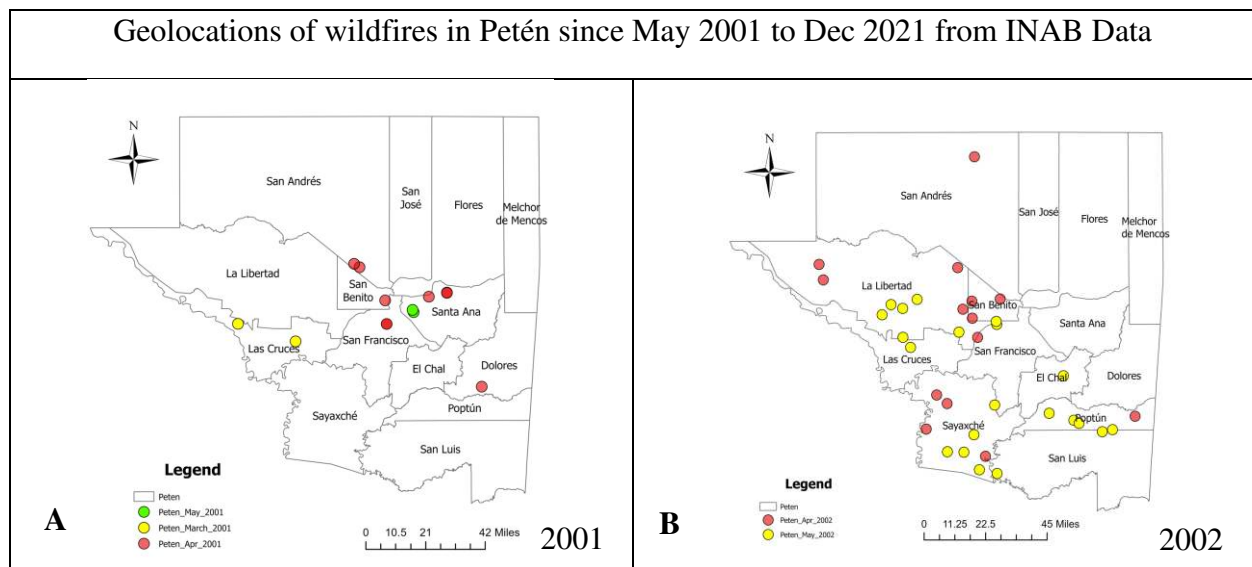 Geolocations of wildfires in Petén since May 2001 to Dec 2021 from INAB Data
N
San Andrés
San
José
Flores
Melchor
de Mencos
La Libertad
San
Benito
Santa Ana
San Francisco
Las Cruces
El Chal
Dolores
Sayaxché
Poptún
San Luis
Legend
Peten
Peten_May_2001
Peten_March_2001
Peten_Apr_2001
0 10.5 21 42 Miles
A
2001
N
San Andrés
San José
Flores
Melchor
de Mencos
La Libertad
San Benito
Santa Ana
San Francisco
Las Cruces
El Chal
Dolores
Sayaxché
Poptún
San Luis
Legend
Peten
Peten_Apr_2002
Peten_May_2002
0 11.25 22.5 45 Miles
B
2002